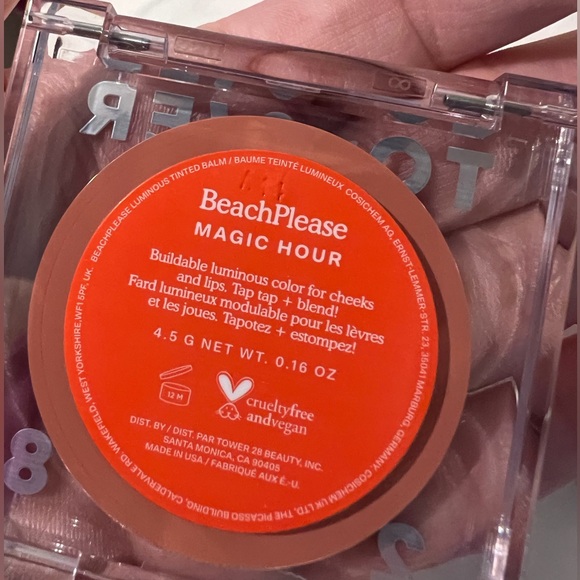 BEACHPLEASE LUMINOUS TINTED BALM / BAUME TEINTÉ LUMINEUX COSICHEM AG, ERNST-LEMMER-STR. 23, 35041 MARBURG, GERMANY. COSICHEM UK LTD, THE PICASSO BUILDING, CALDERVALE RD, WAKEFIELD, WEST YORKSHIRE, WF1 5PF, UK.
BeachPlease
MAGIC HOUR
Buildable luminous color for cheeks
and lips. Tap tap + blend!
Fard lumineux modulable pour les lèvres
et les joues. Tapotez + estompez!
4.5 G NET WT. 0.16 OZ
12 M
crueltyfree
andvegan
DIST. BY / DIST. PAR TOWER 28 BEAUTY, INC.
SANTA MONICA, CA 90405
MADE IN USA / FABRIQUÉ AUX É.-U.